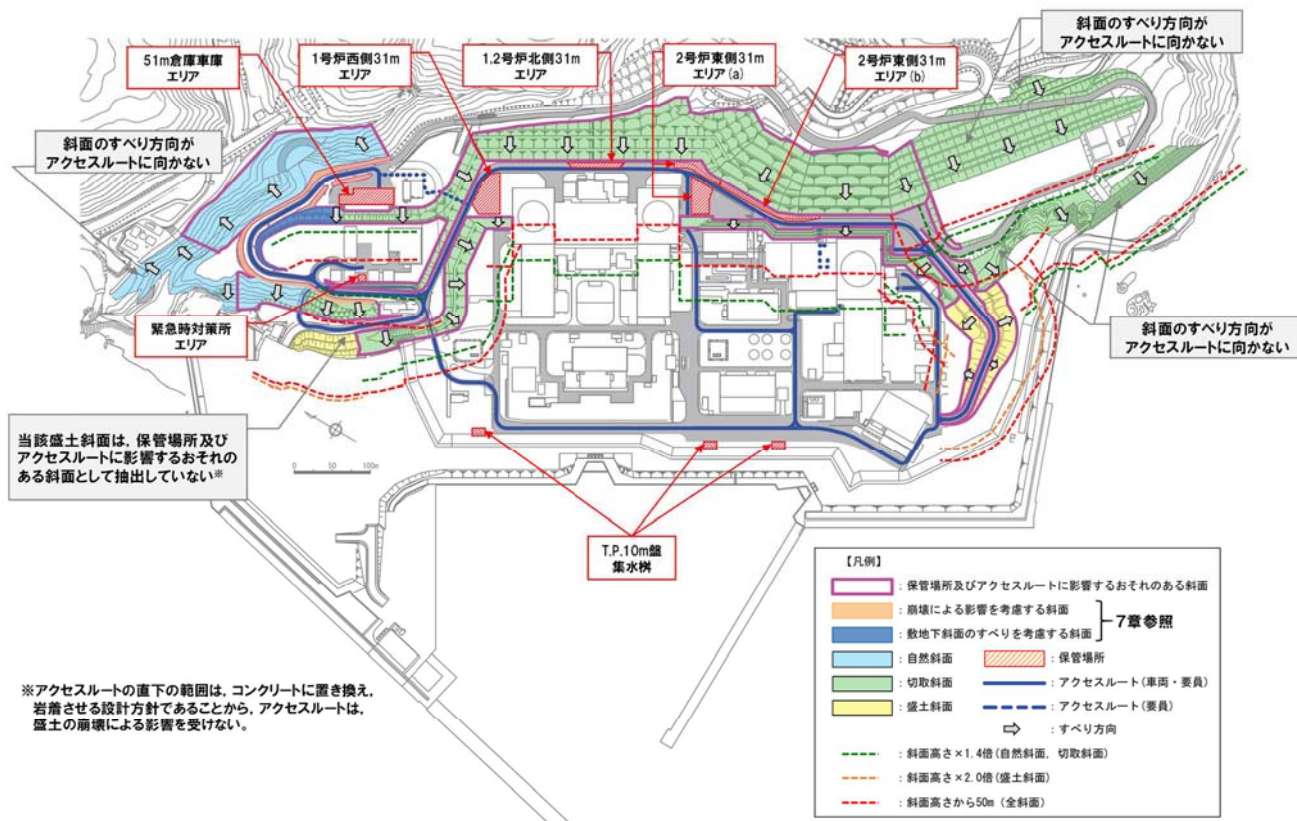 斜面のすべり方向が
アクセスルートに向かない
51m倉庫車庫
エリア
1号炉西側31m
エリア
1,2号炉北側31m
エリア
2号炉東側31m
エリア(a)
2号炉東側31m
エリア(b)
斜面のすべり方向が
アクセスルートに向かない
緊急時対策所
エリア
斜面のすべり方向が
アクセスルートに向かない
当該盛土斜面は，保管場所及び
アクセスルートに影響するおそれの
ある斜面として抽出していない※
0 50 100m
T.P.10m盤
集水桝
※アクセスルートの直下の範囲は，コンクリートに置き換え，
岩着させる設計方針であることから，アクセスルートは，
盛土の崩壊による影響を受けない。
【凡例】
：保管場所及びアクセスルートに影響するおそれのある斜面
：崩壊による影響を考慮する斜面
7章参照
：敷地下斜面のすべりを考慮する斜面
：自然斜面
：保管場所
：切取斜面
：アクセスルート(車両・要員)
：盛土斜面
：アクセスルート(要員)
：すべり方向
：斜面高さ×1.4倍(自然斜面，切取斜面)
：斜面高さ×2.0倍(盛土斜面)
：斜面高さから50m（全斜面）